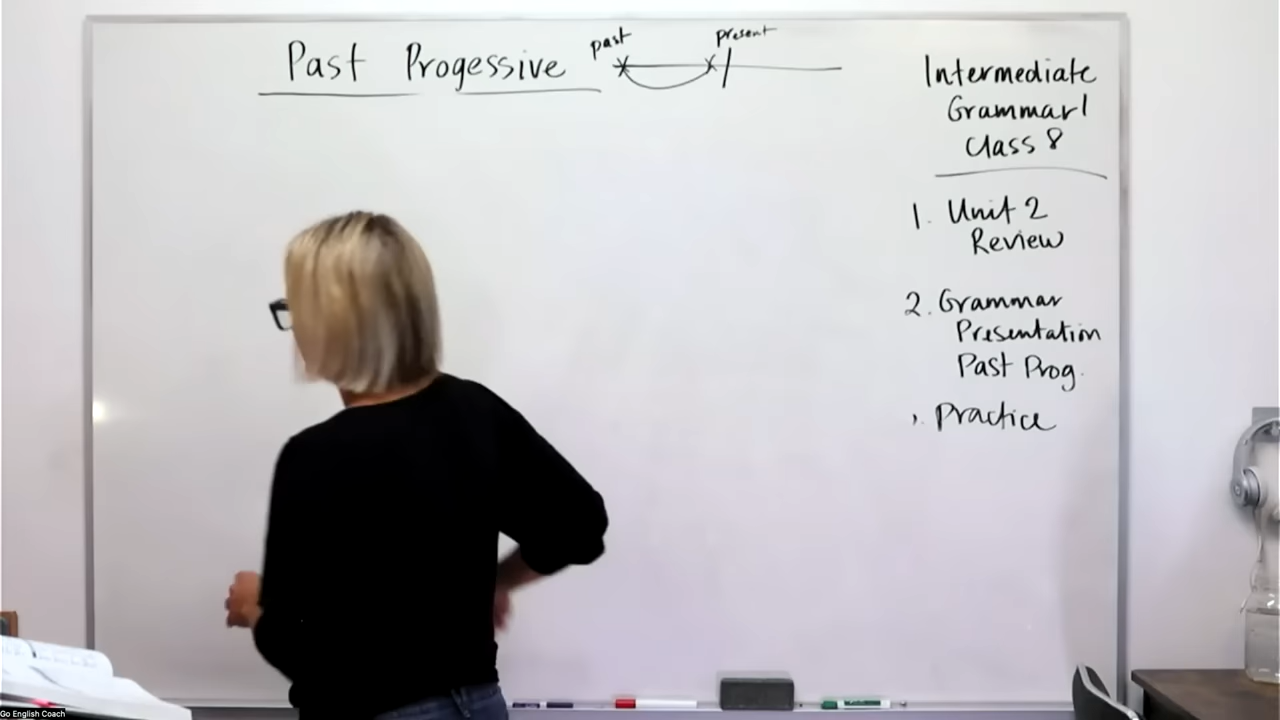 Past Progessive
past
present
Intermediate
Grammar 1
Class 8
1. Unit 2
Review
2. Grammar
Presentation
Past Prog.
. Practice
Go English Coach